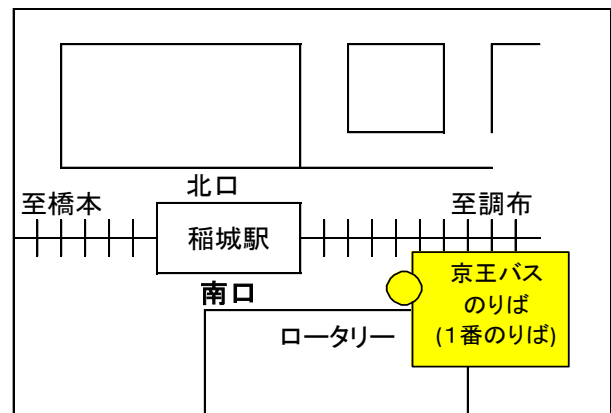 北口
至橋本
至調布
稲城駅
南口
ロータリー
京王バス
のりば
(1番のりば)